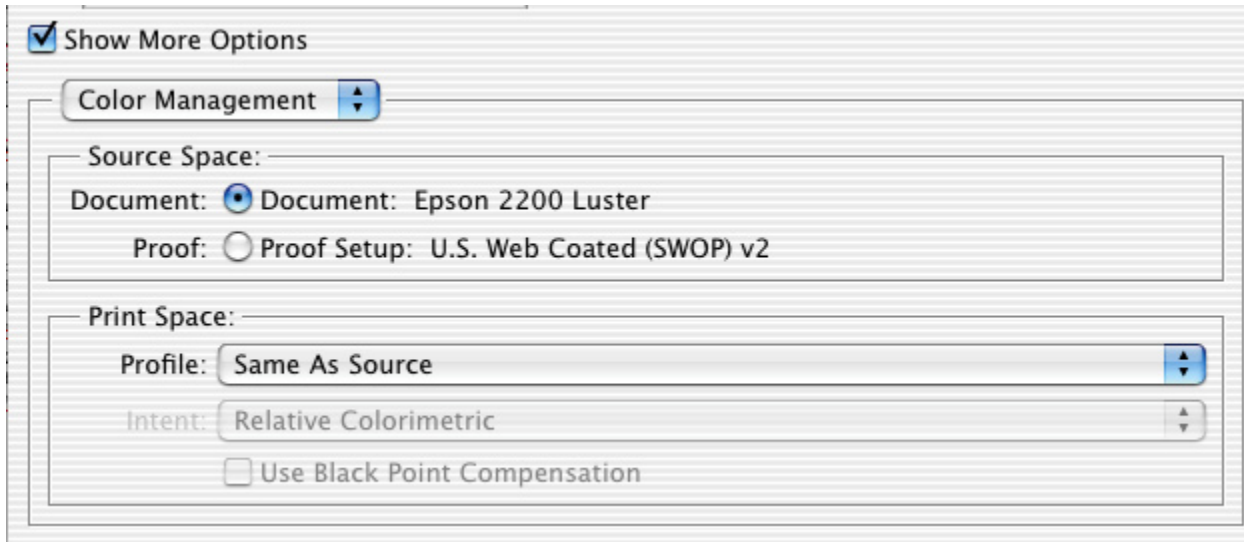 Show More Options
Color Management
Source Space:
Document: Document: Epson 2200 Luster
Proof: Proof Setup: U.S. Web Coated (SWOP) v2
Print Space:
Profile: Same As Source
Intent: Relative Colorimetric
Use Black Point Compensation